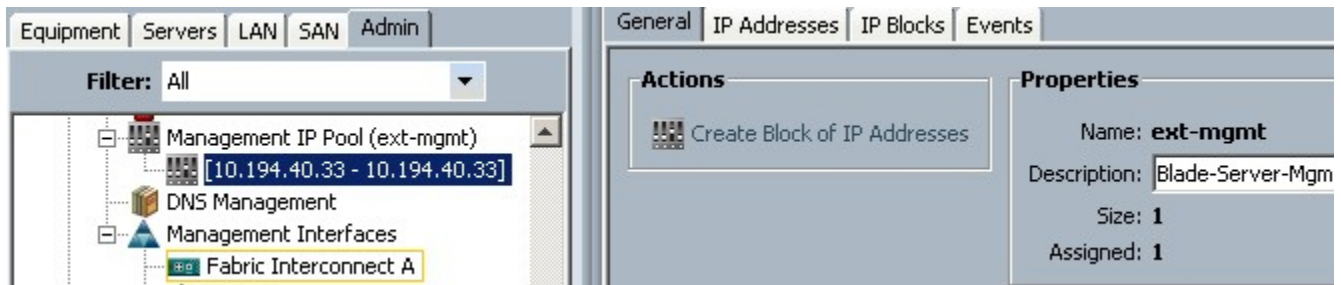 Equipment Servers LAN SAN Admin
Filter: All
Management IP Pool (ext-mgmt)
[10.194.40.33 - 10.194.40.33]
DNS Management
Management Interfaces
Fabric Interconnect A
General IP Addresses IP Blocks Events
Actions
Create Block of IP Addresses
Properties
Name: ext-mgmt
Description: Blade-Server-Mgm
Size: 1
Assigned: 1